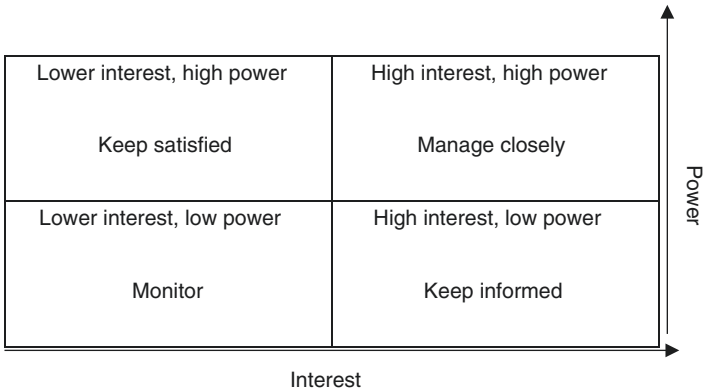 Lower interest, high power
High interest, high power
Keep satisfied
Manage closely
Lower interest, low power
High interest, low power
Monitor
Keep informed
Power
Interest